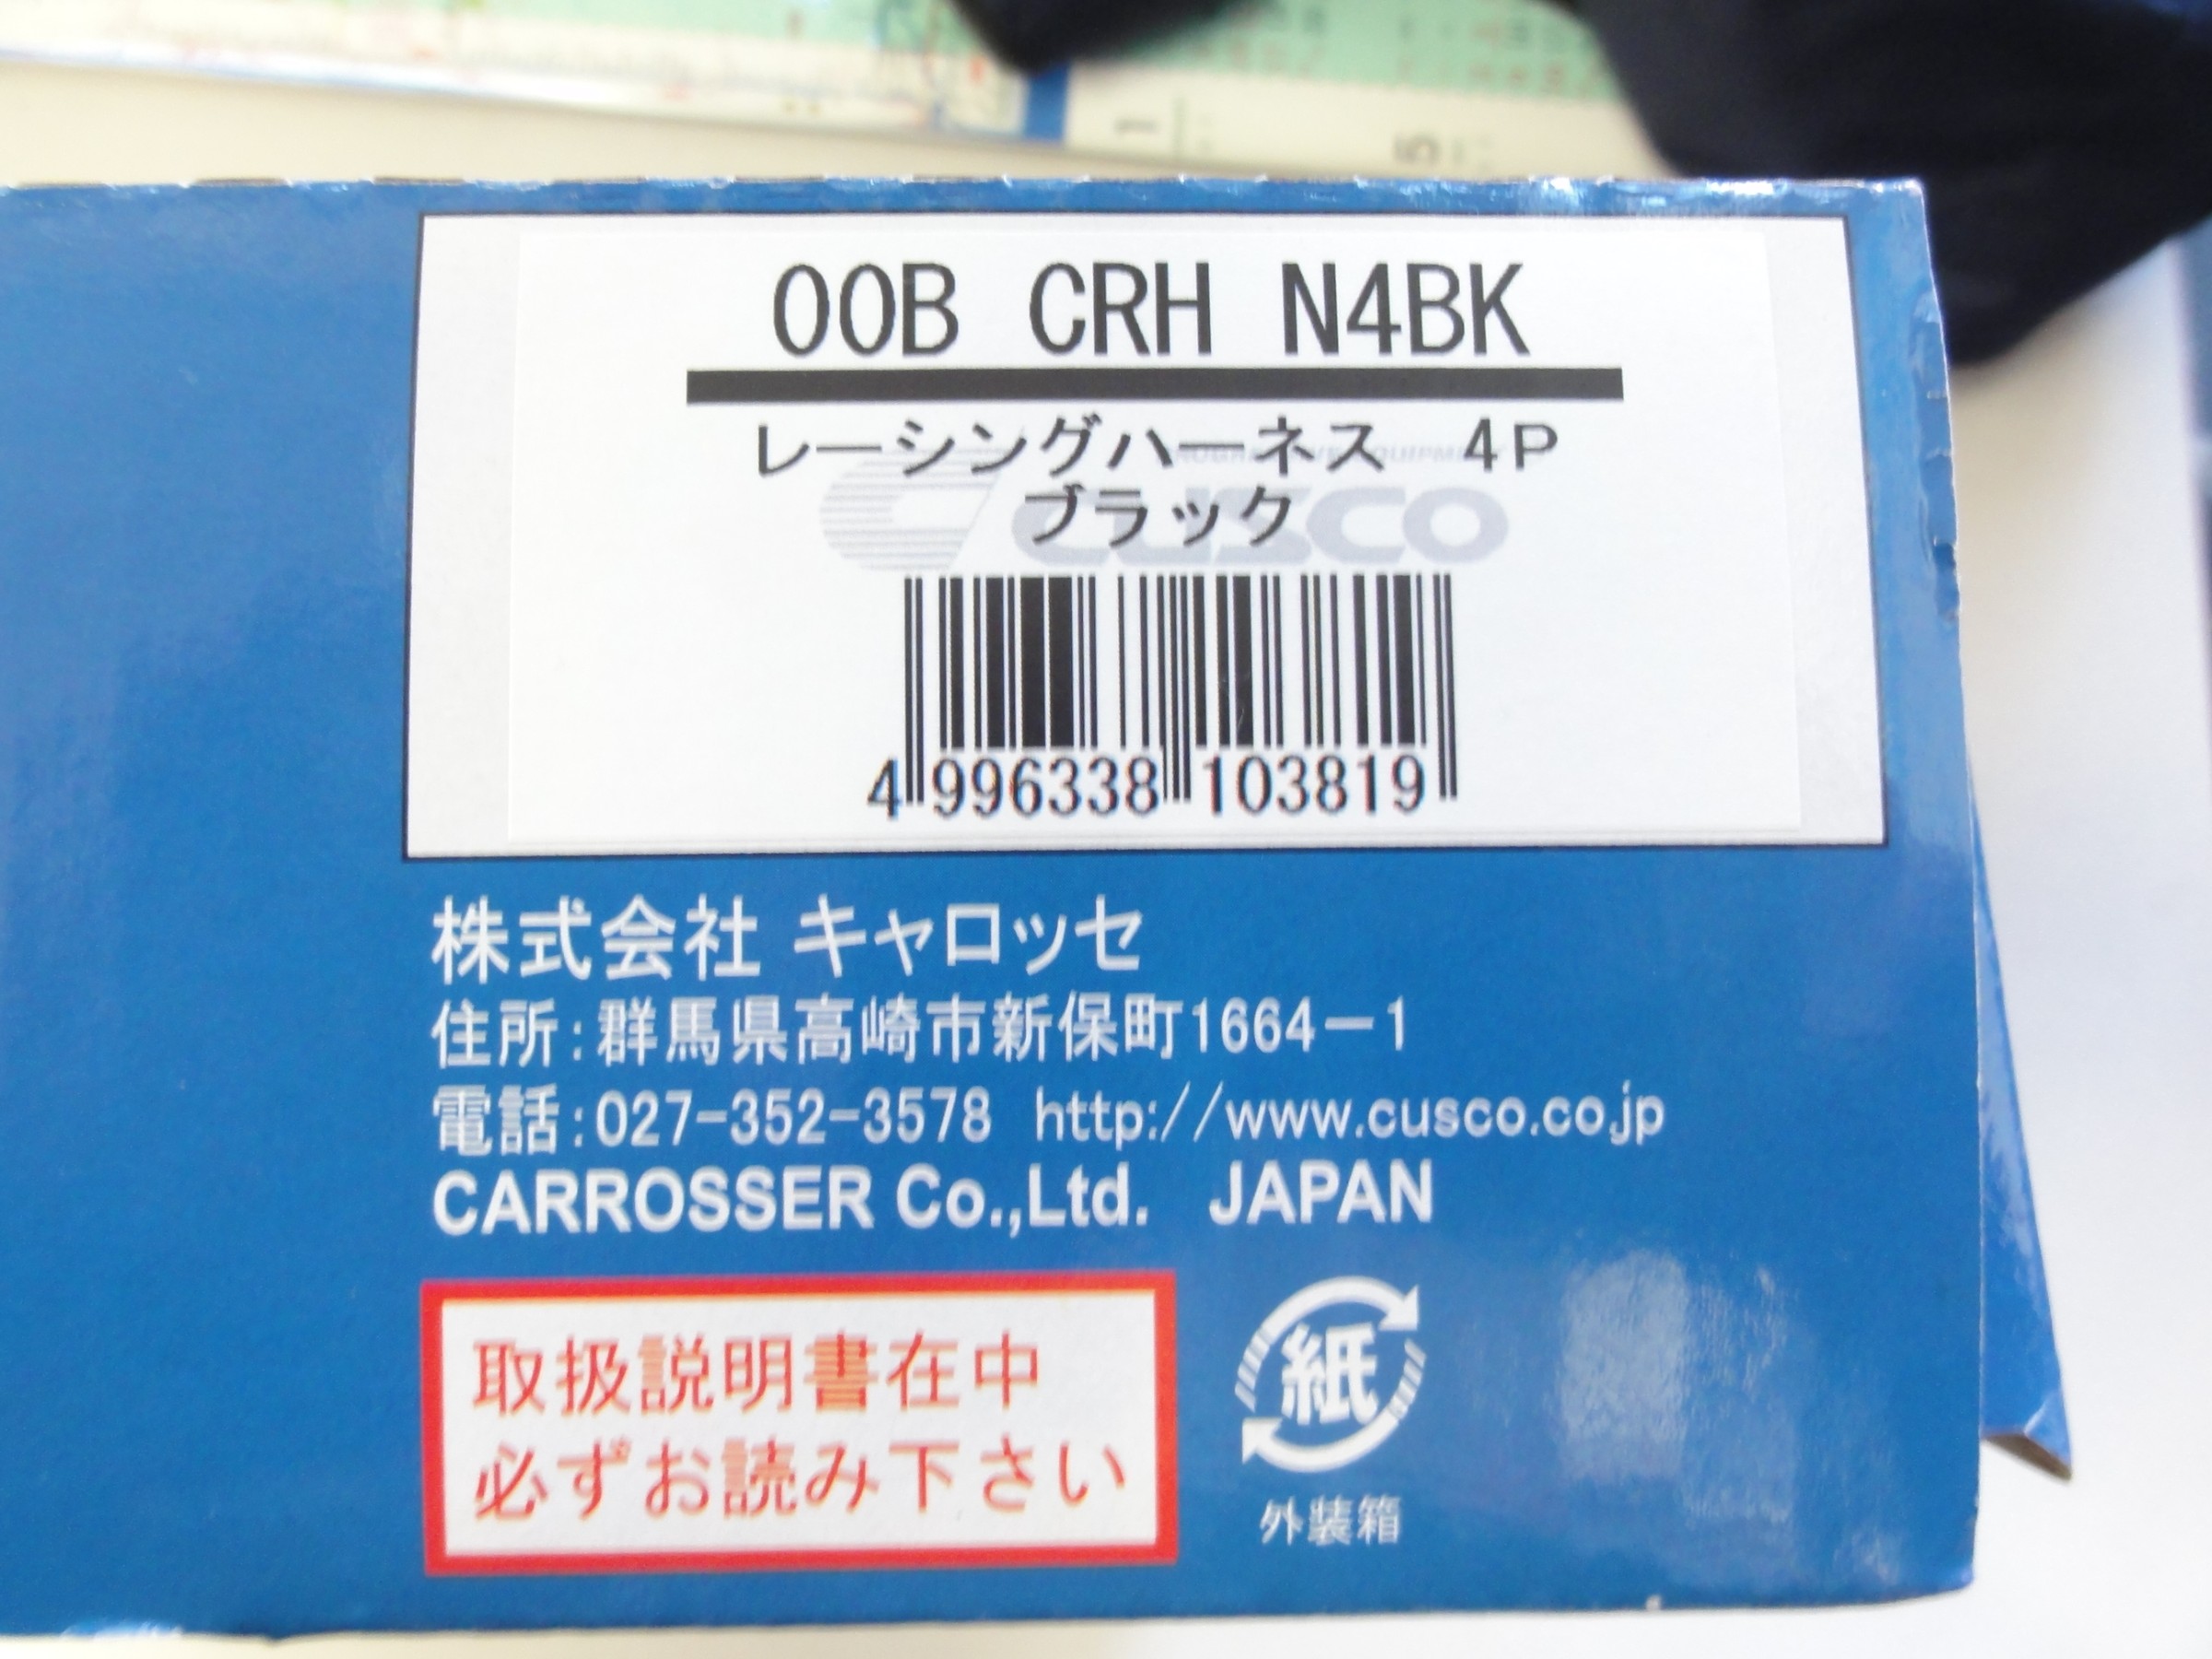 1
5
00B CRH N4BK
レーシングハーネス 4P
ブラック
CUSCO
4 996338 103819
株式会社 キャロッセ
住所:群馬県高崎市新保町1664-1
電話:027-352-3578 http://www.cusco.co.jp
CARROSSER Co.,Ltd. JAPAN
取扱説明書在中
必ずお読み下さい
紙
外装箱